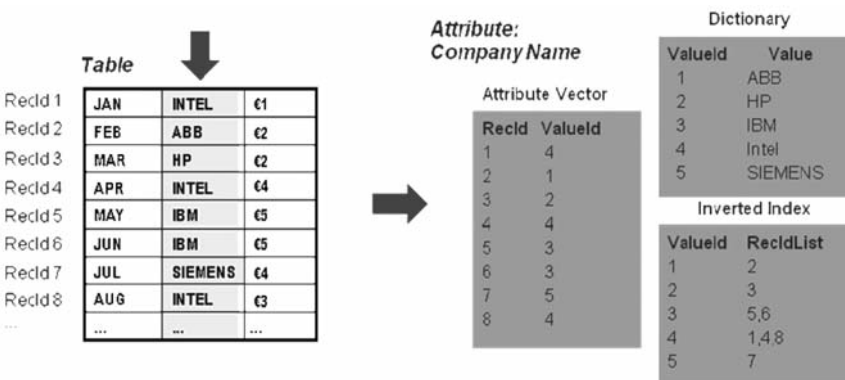 Table
RecId 1 JAN INTEL €1
RecId 2 FEB ABB €2
RecId 3 MAR HP €2
RecId 4 APR INTEL €4
RecId 5 MAY IBM €5
RecId 6 JUN IBM €5
RecId 7 JUL SIEMENS €4
RecId 8 AUG INTEL €3
... ... ... ...
Attribute:
Company Name
Attribute Vector
RecId ValueId
1 4
2 1
3 2
4 4
5 3
6 3
7 5
8 4
Dictionary
ValueId Value
1 ABB
2 HP
3 IBM
4 Intel
5 SIEMENS
Inverted Index
ValueId RecIdList
1 2
2 3
3 5,6
4 1,4,8
5 7